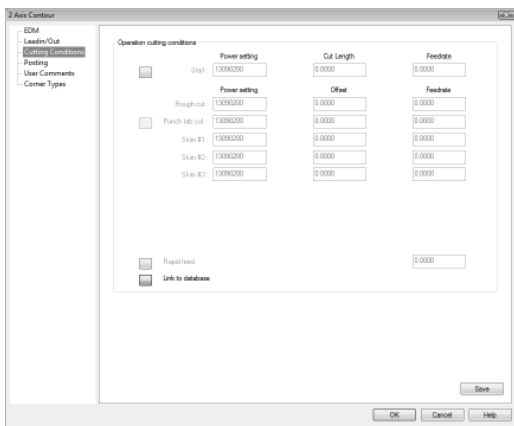 2 Axis Contour
EDM
Leadin/Out
Cutting Conditions
Posting
User Comments
Corner Types
Operation cutting conditions
Power setting Cut Length Feedrate
Start: 13090200 0.0000 0.0000
Power setting Offset Feedrate
Rough cut: 13090200 0.0000 0.0000
Punch tab cut: 13090200 0.0000 0.0000
Skim #1: 13090200 0.0000 0.0000
Skim #2: 13090200 0.0000 0.0000
Skim #3: 13090200 0.0000 0.0000
Rapid feed 0.0000
Link to database
Save
OK Cancel Help